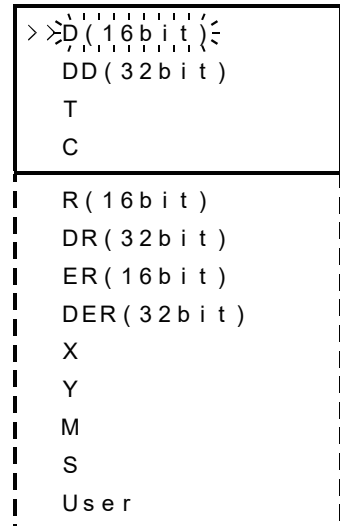 >>D(16bit)
DD(32bit)
T
C
R(16bit)
DR(32bit)
ER(16bit)
DER(32bit)
X
Y
M
S
User